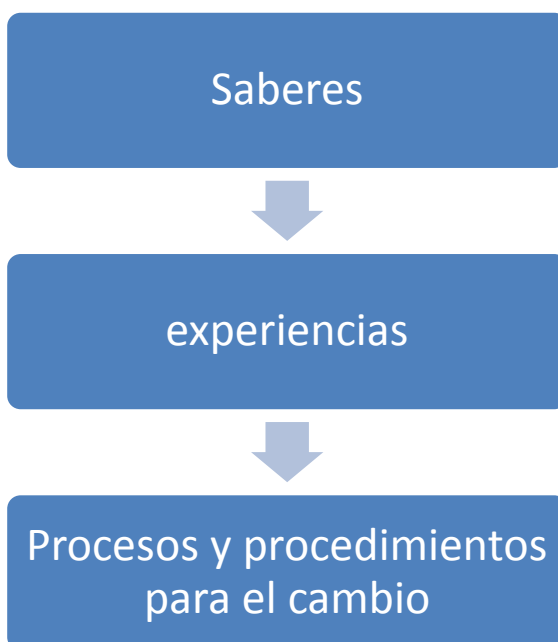 Saberes
experiencias
Procesos y procedimientos
para el cambio